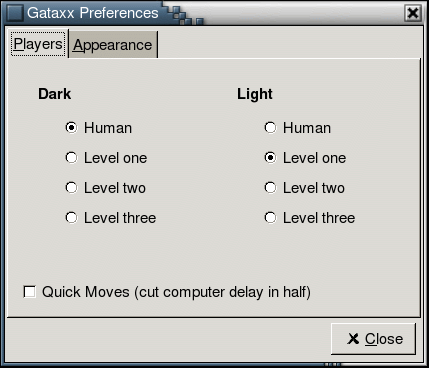 Gataxx Preferences
Players Appearance
Dark Light
Human Human
Level one Level one
Level two Level two
Level three Level three
Quick Moves (cut computer delay in half)
Close